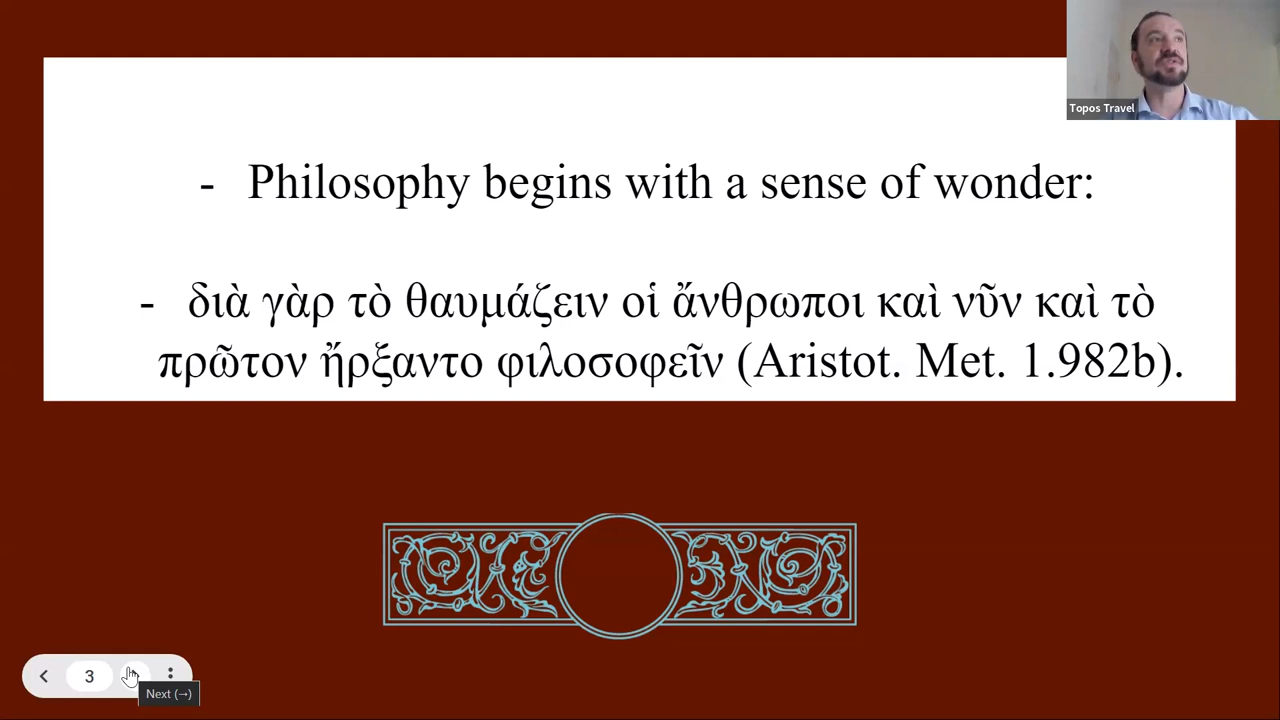 Topos Travel
- Philosophy begins with a sense of wonder:
- διὰ γὰρ τὸ θαυμάζειν οἱ ἄνθρωποι καὶ νῦν καὶ τὸ
πρῶτον ἤρξαντο φιλοσοφεῖν (Aristot. Met. 1.982b).
3
Next (→)